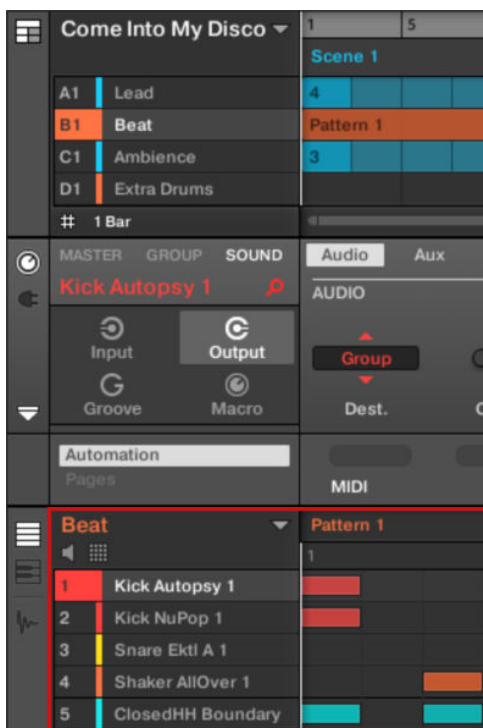 Come Into My Disco
1 5
Scene 1
A1 Lead 4
B1 Beat Pattern 1
C1 Ambience 3
D1 Extra Drums
1 Bar
MASTER GROUP SOUND Audio Aux
Kick Autopsy 1 AUDIO
Input Output
Group
Groove Macro Dest.
Automation
Pages MIDI
Beat Pattern 1
1
1 Kick Autopsy 1
2 Kick NuPop 1
3 Snare Ektl A 1
4 Shaker AllOver 1
5 ClosedHH Boundary